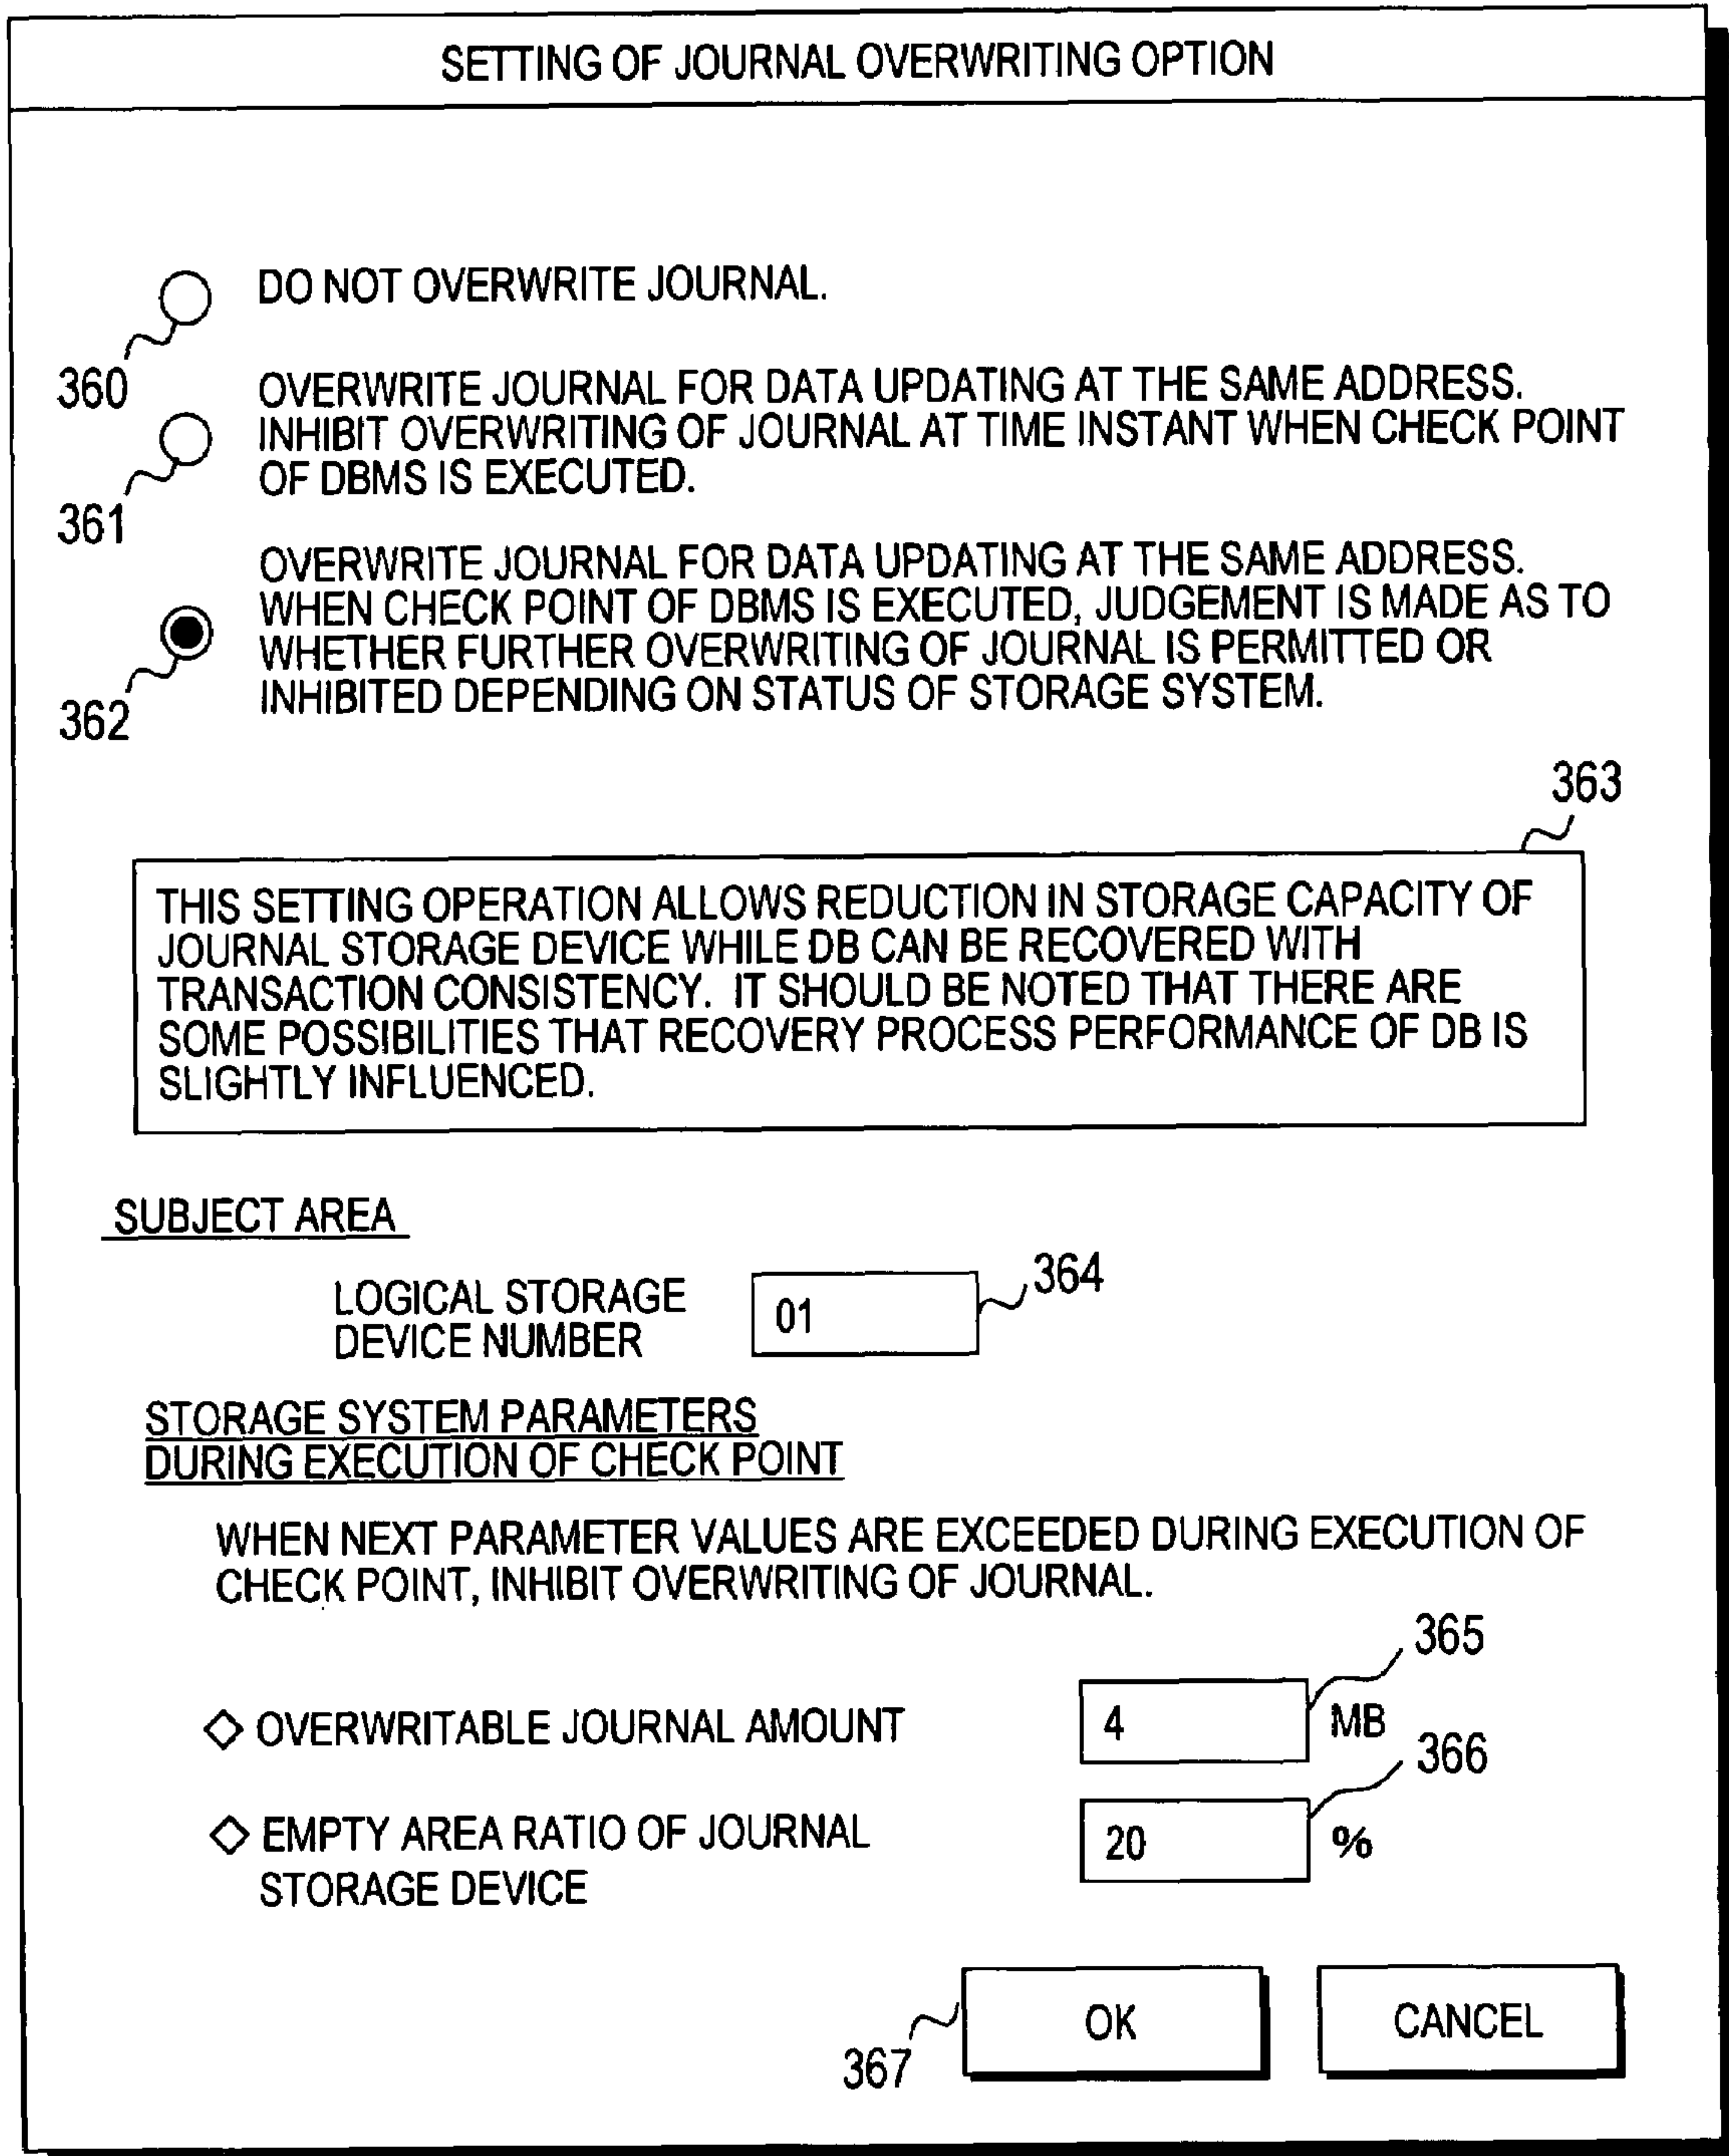 SETTING OF JOURNAL OVERWRITING OPTION
DO NOT OVERWRITE JOURNAL.
360
OVERWRITE JOURNAL FOR DATA UPDATING AT THE SAME ADDRESS.
INHIBIT OVERWRITING OF JOURNAL AT TIME INSTANT WHEN CHECK POINT
OF DBMS IS EXECUTED.
361
OVERWRITE JOURNAL FOR DATA UPDATING AT THE SAME ADDRESS.
WHEN CHECK POINT OF DBMS IS EXECUTED, JUDGEMENT IS MADE AS TO
WHETHER FURTHER OVERWRITING OF JOURNAL IS PERMITTED OR
INHIBITED DEPENDING ON STATUS OF STORAGE SYSTEM.
362
363
THIS SETTING OPERATION ALLOWS REDUCTION IN STORAGE CAPACITY OF
JOURNAL STORAGE DEVICE WHILE DB CAN BE RECOVERED WITH
TRANSACTION CONSISTENCY. IT SHOULD BE NOTED THAT THERE ARE
SOME POSSIBILITIES THAT RECOVERY PROCESS PERFORMANCE OF DB IS
SLIGHTLY INFLUENCED.
SUBJECT AREA
LOGICAL STORAGE
DEVICE NUMBER
01
364
STORAGE SYSTEM PARAMETERS
DURING EXECUTION OF CHECK POINT
WHEN NEXT PARAMETER VALUES ARE EXCEEDED DURING EXECUTION OF
CHECK POINT, INHIBIT OVERWRITING OF JOURNAL.
365
◇ OVERWRITABLE JOURNAL AMOUNT 4 MB
366
◇ EMPTY AREA RATIO OF JOURNAL
STORAGE DEVICE
20 %
OK CANCEL
367